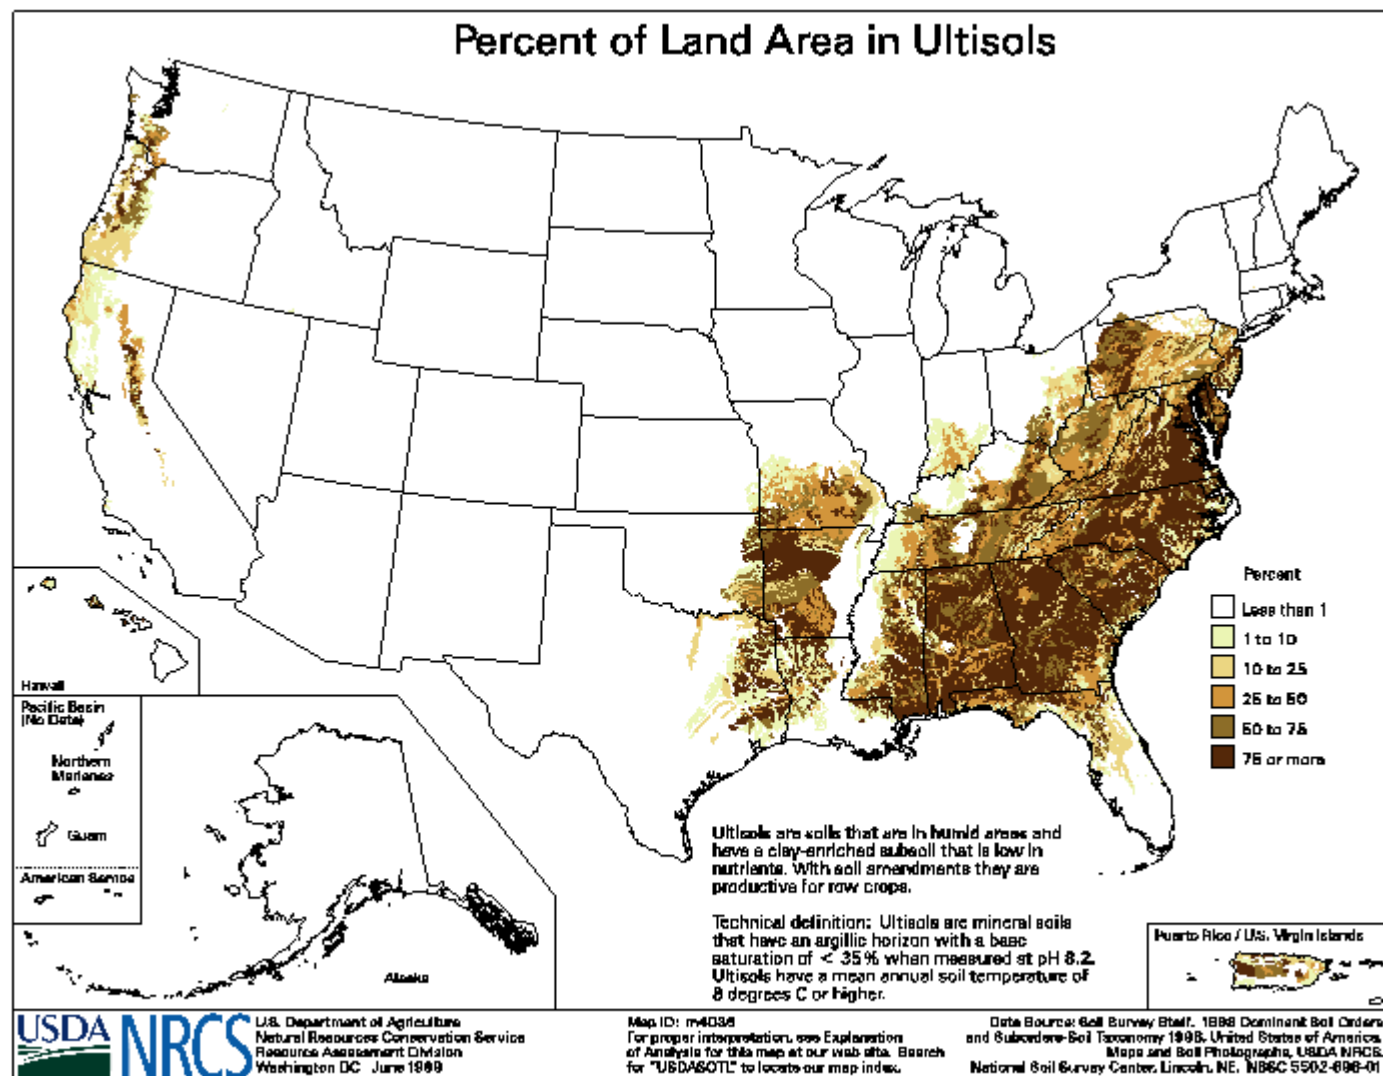 Percent of Land Area in Ultisols
Percent
Less than 1
1 to 10
10 to 25
25 to 50
50 to 75
75 or more
Hawaii
Pacific Basin
(No Data)
Northern
Marianas
Guam
American Samoa
Alaska
Ultisols are soils that are in humid areas and
have a clay-enriched subsoil that is low in
nutrients. With soil amendments they are
productive for row crops.
Technical definition: Ultisols are mineral soils
that have an argillic horizon with a base
saturation of < 35% when measured at pH 8.2.
Ultisols have a mean annual soil temperature of
8 degrees C or higher.
Puerto Rico / U.S. Virgin Islands
USDA
NRCS
U.S. Department of Agriculture
Natural Resources Conservation Service
Resource Assessment Division
Washington DC June 1999
Map ID: m4036
For proper interpretation, see Explanation
of Analysis for this map at our web site. Search
for "USDASOTL" to locate our map index.
Data Source: Soil Survey Staff. 1998 Dominant Soil Orders
and Suborders-Soil Taxonomy 1998, United States of America.
Maps and Soil Photographs, USDA NRCS,
National Soil Survey Center, Lincoln, NE. NSSC 5502-698-01